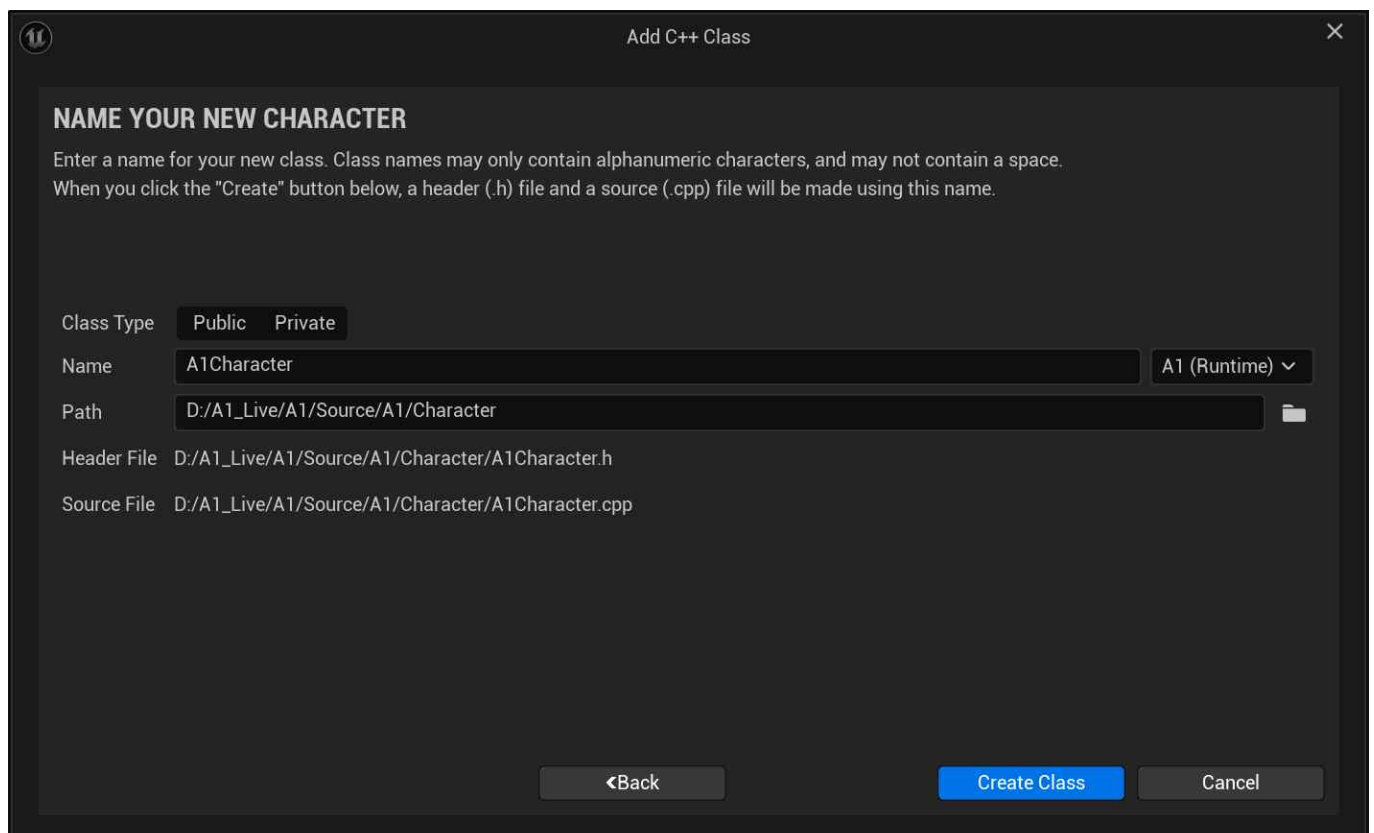 Add C++ Class
NAME YOUR NEW CHARACTER
Enter a name for your new class. Class names may only contain alphanumeric characters, and may not contain a space.
When you click the "Create" button below, a header (.h) file and a source (.cpp) file will be made using this name.
Class Type Public Private
Name A1Character A1 (Runtime)
Path D:/A1_Live/A1/Source/A1/Character
Header File D:/A1_Live/A1/Source/A1/Character/A1Character.h
Source File D:/A1_Live/A1/Source/A1/Character/A1Character.cpp
Back Create Class Cancel